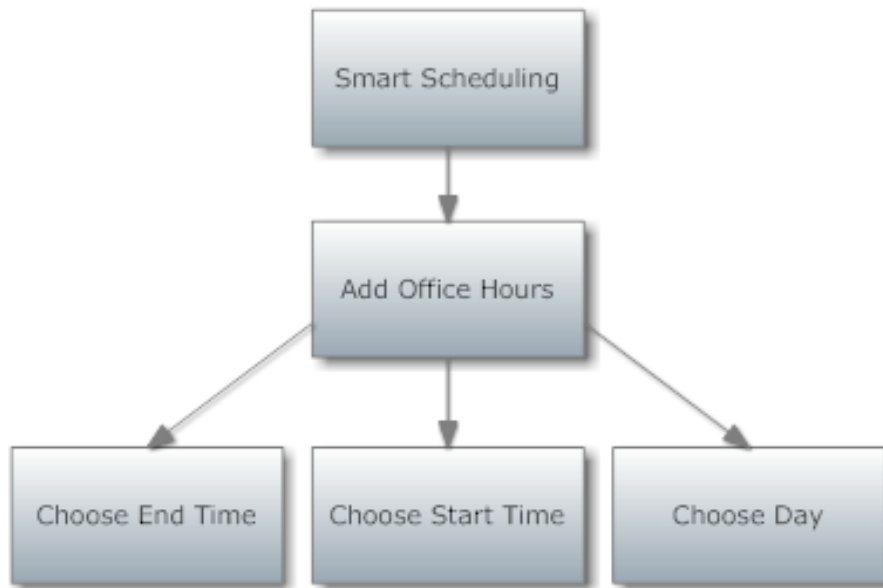 Smart Scheduling
Add Office Hours
Choose End Time
Choose Start Time
Choose Day